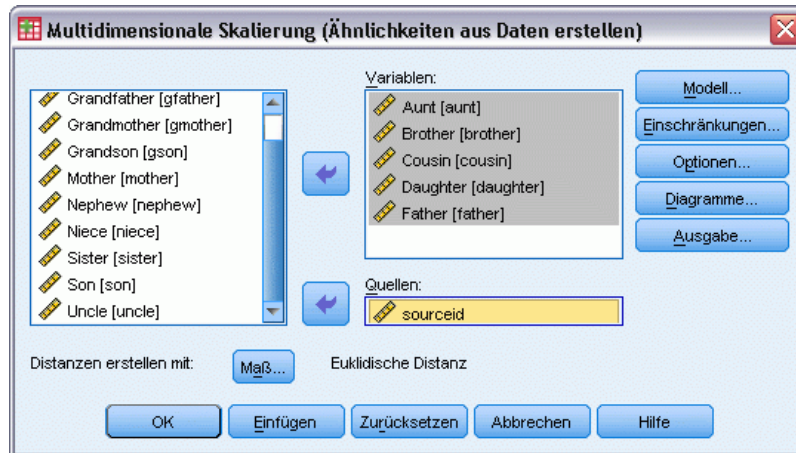 Multidimensionale Skalierung (Ähnlichkeiten aus Daten erstellen)
Grandfather [gfather]
Grandmother [gmother]
Grandson [gson]
Mother [mother]
Nephew [nephew]
Niece [niece]
Sister [sister]
Son [son]
Uncle [uncle]
Variablen:
Aunt [aunt]
Brother [brother]
Cousin [cousin]
Daughter [daughter]
Father [father]
Quellen:
sourceid
Modell...
Einschränkungen...
Optionen...
Diagramme...
Ausgabe...
Distanzen erstellen mit: Maß... Euklidische Distanz
OK Einfügen Zurücksetzen Abbrechen Hilfe